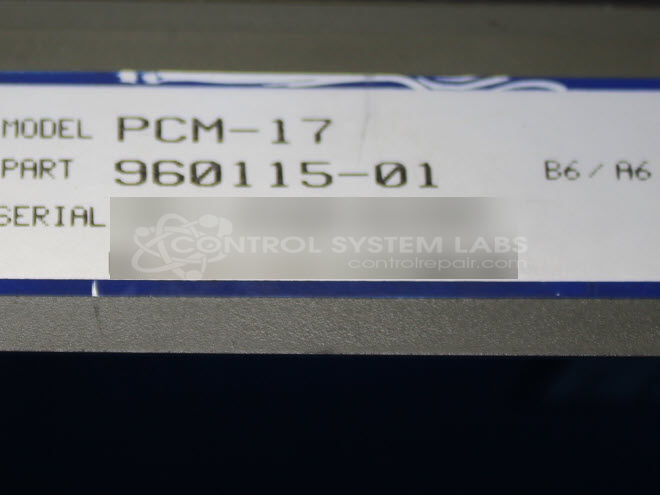 MODEL PCM-17
PART 960115-01 B6/A6
SERIAL
CONTROL SYSTEM LABS
controlrepair.com